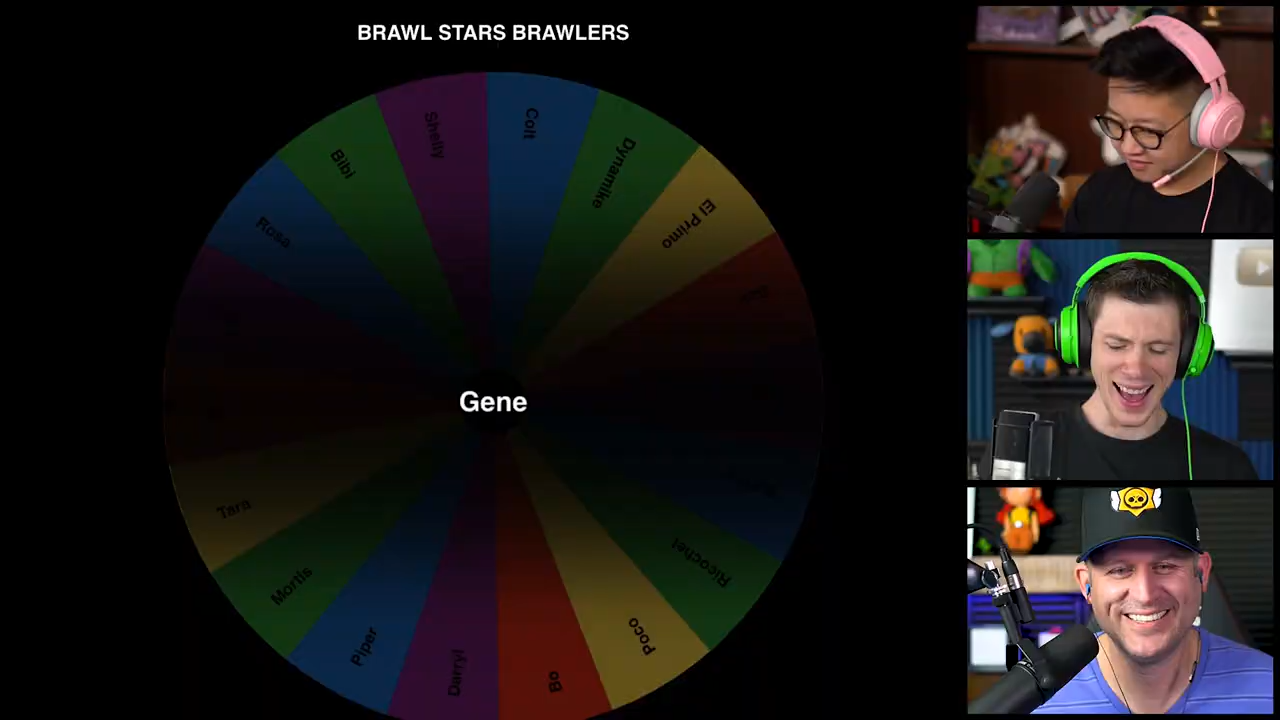 BRAWL STARS BRAWLERS
Shelly
Colt
Dynamike
El Primo
Ricochet
Poco
Bo
Darryl
Piper
Mortis
Tara
Rosa
Bibi
Gene